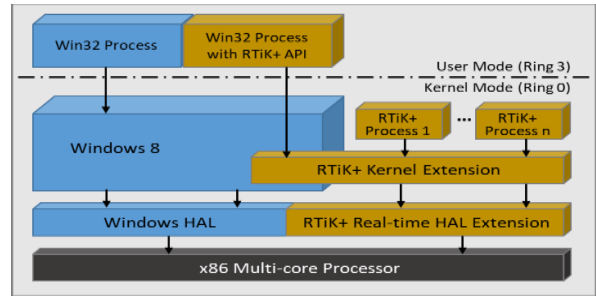 Win32 Process
Win32 Process
with RTiK+ API
User Mode (Ring 3)
Kernel Mode (Ring 0)
RTiK+
Process 1
...
RTiK+
Process n
Windows 8
RTiK+ Kernel Extension
Windows HAL
RTiK+ Real-time HAL Extension
x86 Multi-core Processor